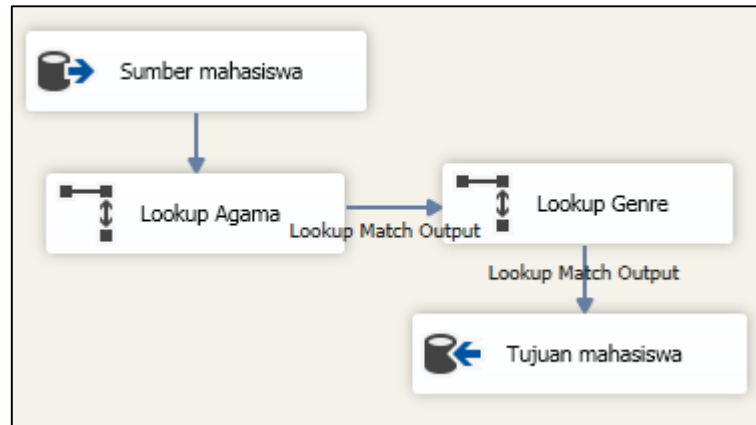 Sumber mahasiswa
Lookup Agama
Lookup Match Output
Lookup Genre
Lookup Match Output
Tujuan mahasiswa